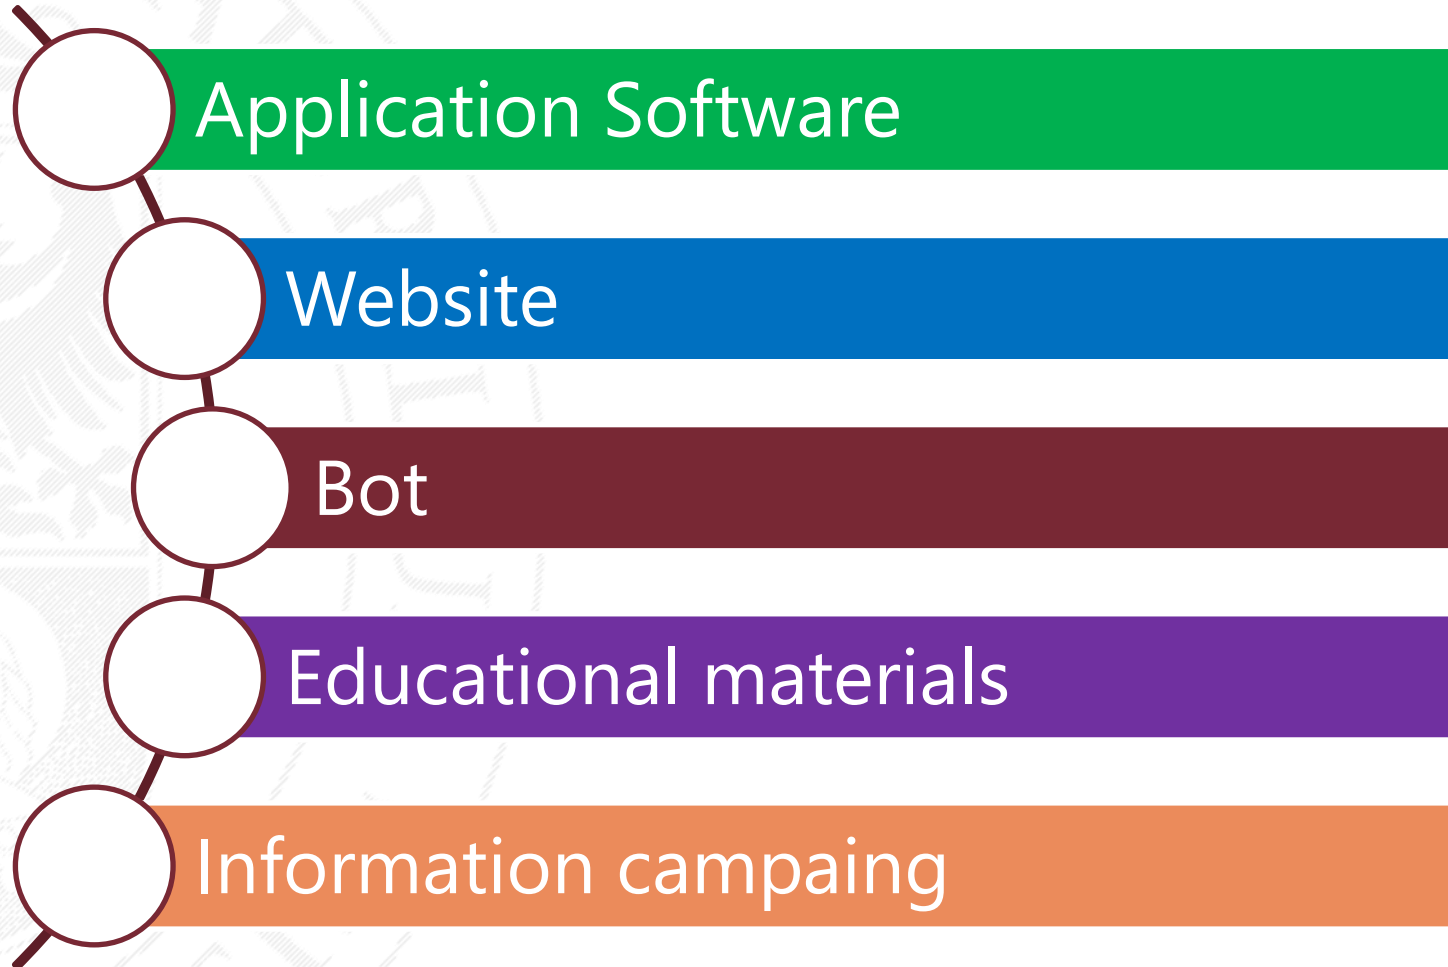 Application Software
Website
Bot
Educational materials
Information campaing